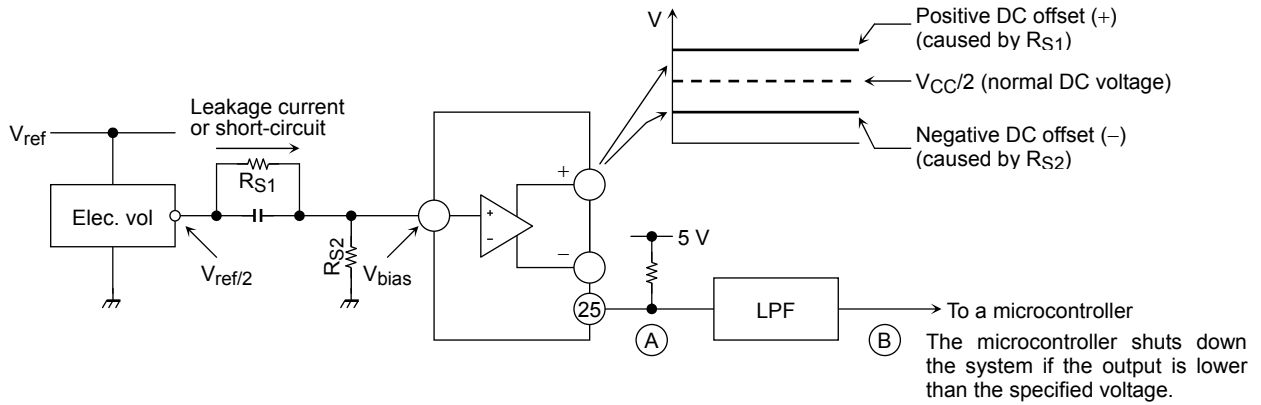 V
Positive DC offset (+)
(caused by RS1)
VCC/2 (normal DC voltage)
Negative DC offset (−)
(caused by RS2)
Leakage current
or short-circuit
Vref
RS1
Elec. vol
Vref/2
RS2
Vbias
+
−
+
−
25
5 V
A
LPF
B
To a microcontroller
The microcontroller shuts down
the system if the output is lower
than the specified voltage.